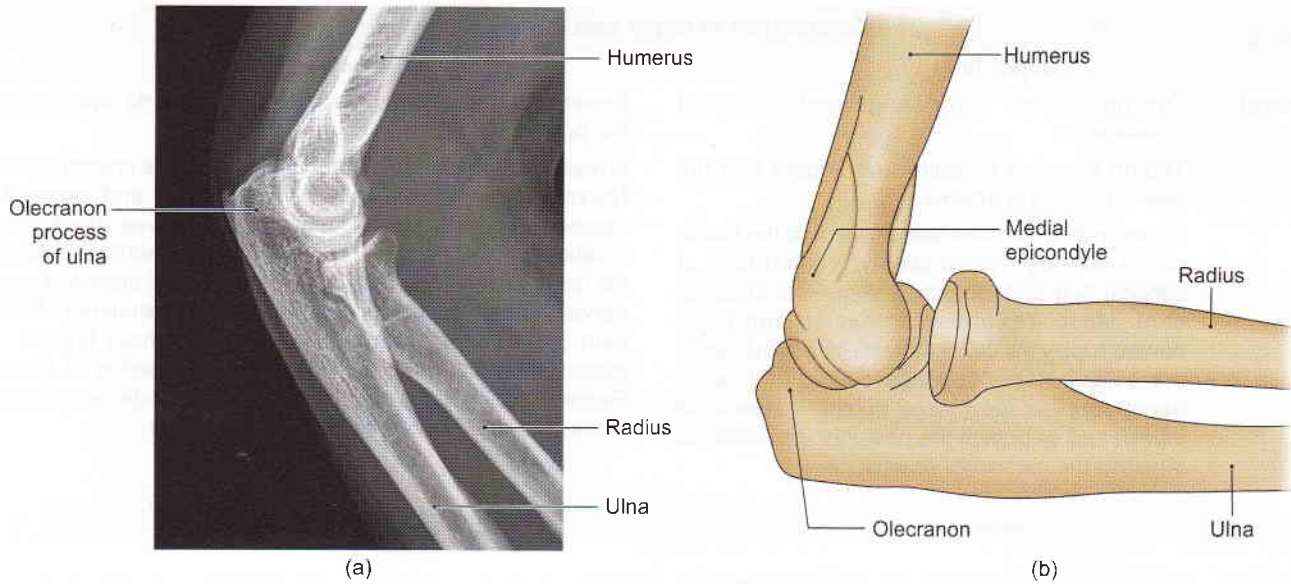 Humerus
Olecranon
process
of ulna
Radius
Ulna
(a)
Humerus
Medial
epicondyle
Radius
Olecranon
Ulna
(b)